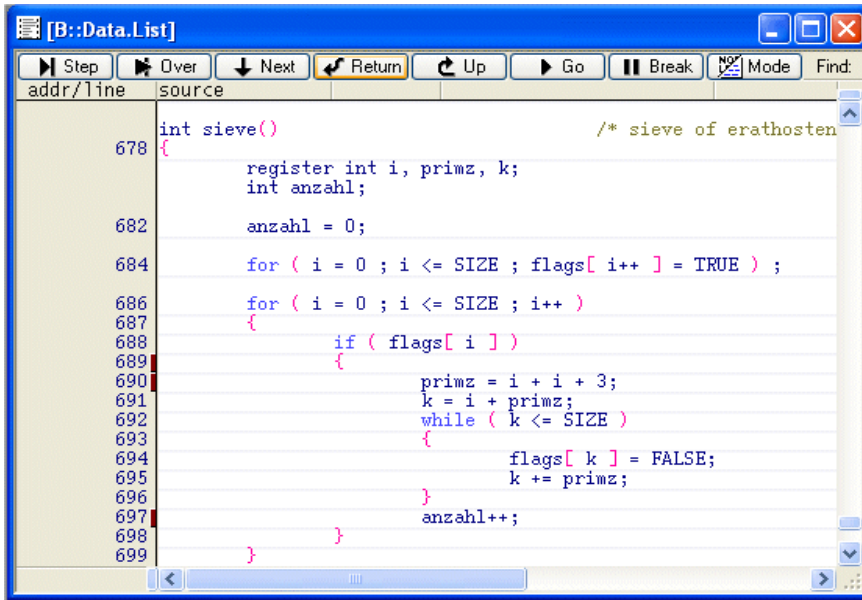 [B::Data.List]
Step Over Next Return Up Go Break Mode Find:
addr/line source
int sieve() /* sieve of erathosten
678 {
register int i, primz, k;
int anzahl;
682 anzahl = 0;
684 for ( i = 0 ; i <= SIZE ; flags[ i++ ] = TRUE ) ;
686 for ( i = 0 ; i <= SIZE ; i++ )
687 {
688 if ( flags[ i ] )
689 {
690 primz = i + i + 3;
691 k = i + primz;
692 while ( k <= SIZE )
693 {
694 flags[ k ] = FALSE;
695 k += primz;
696 }
697 anzahl++;
698 }
699 }